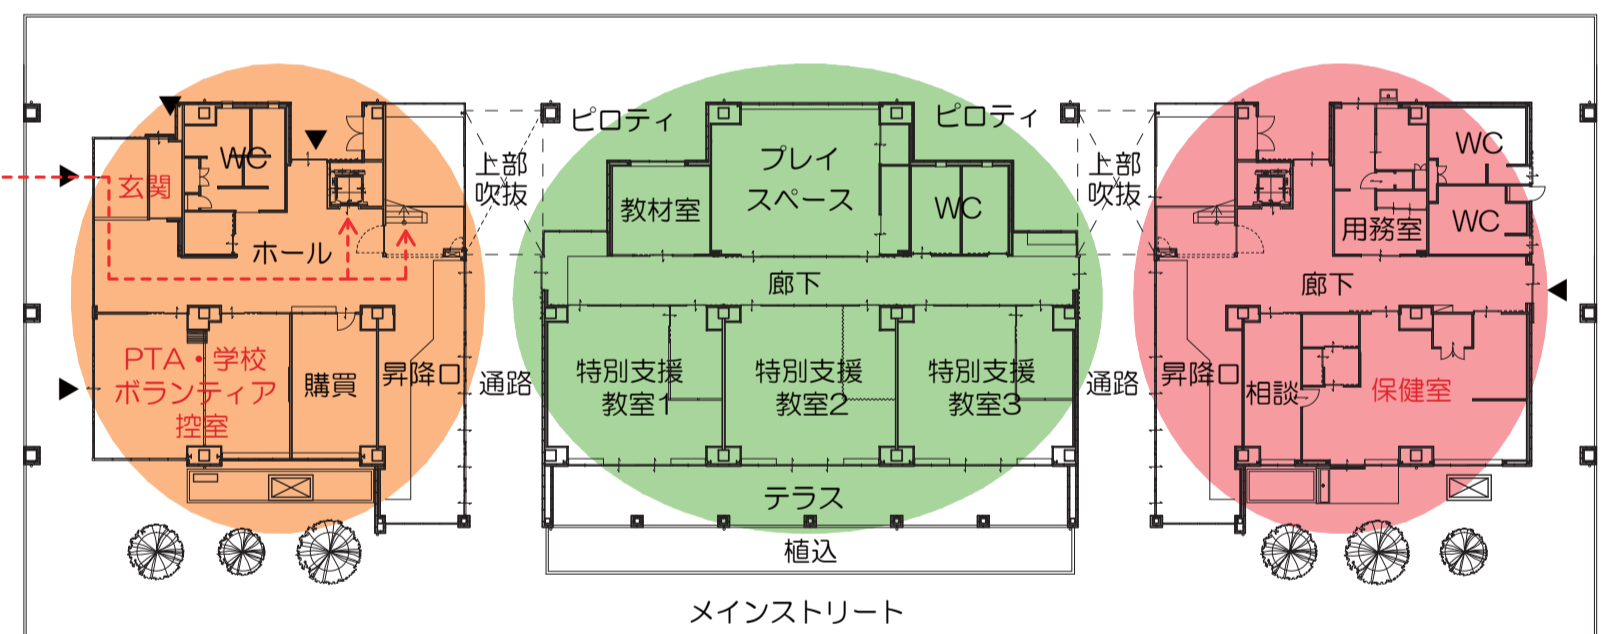 ピロティ
ピロティ
上部
吹抜
上部
吹抜
玄関
WC
ホール
PTA・学校
ボランティア
控室
購買
昇降口
通路
プレイ
スペース
教材室
WC
廊下
特別支援
教室1
特別支援
教室2
特別支援
教室3
テラス
植込
通路
昇降口
WC
WC
用務室
廊下
相談
保健室
メインストリート